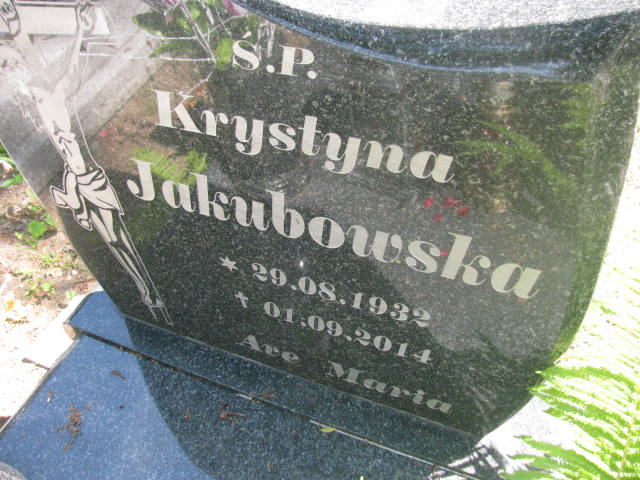 Ś.P.
Krystyna
Jakubowska
* 29.08.1932
✝ 01.09.2014
Ave Maria